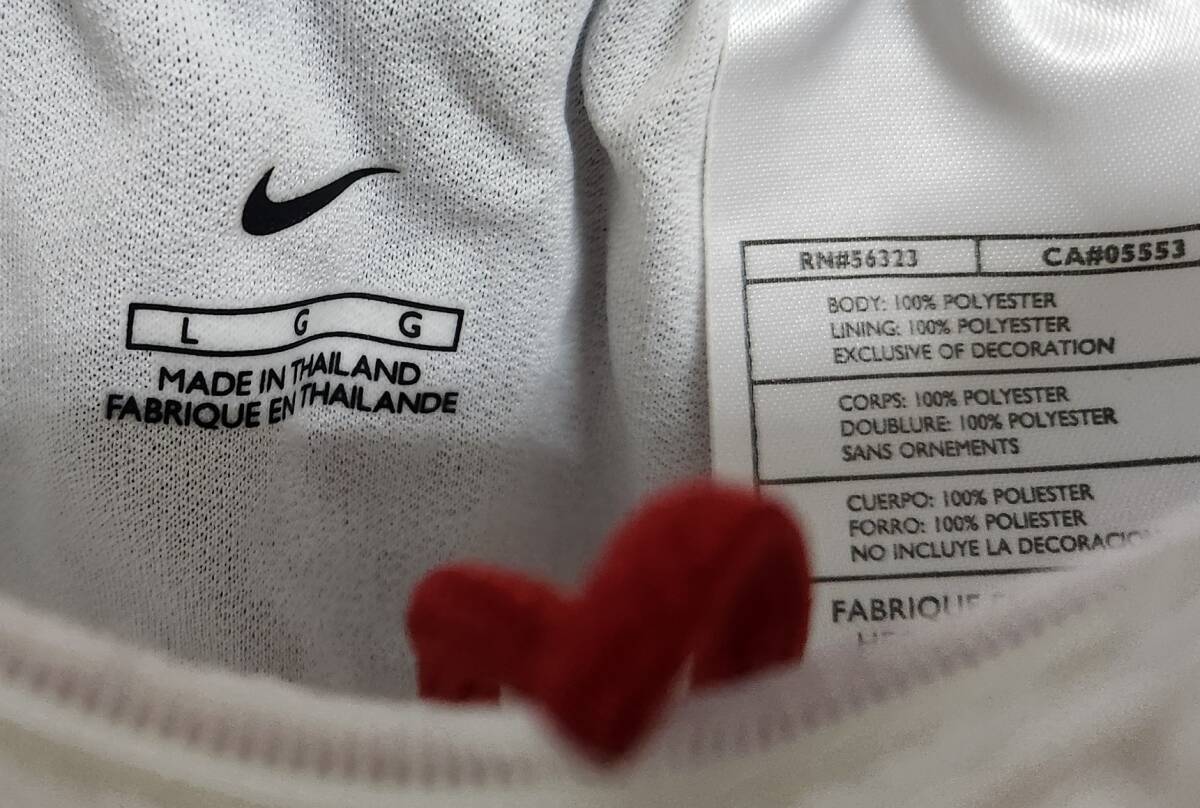 L G G
MADE IN THAILAND
FABRIQUE EN THAILANDE
RN#56323 CA#05553
BODY: 100% POLYESTER
LINING: 100% POLYESTER
EXCLUSIVE OF DECORATION
CORPS: 100% POLYESTER
DOUBLURE: 100% POLYESTER
SANS ORNEMENTS
CUERPO: 100% POLIESTER
FORRO: 100% POLIESTER
NO INCLUYE LA